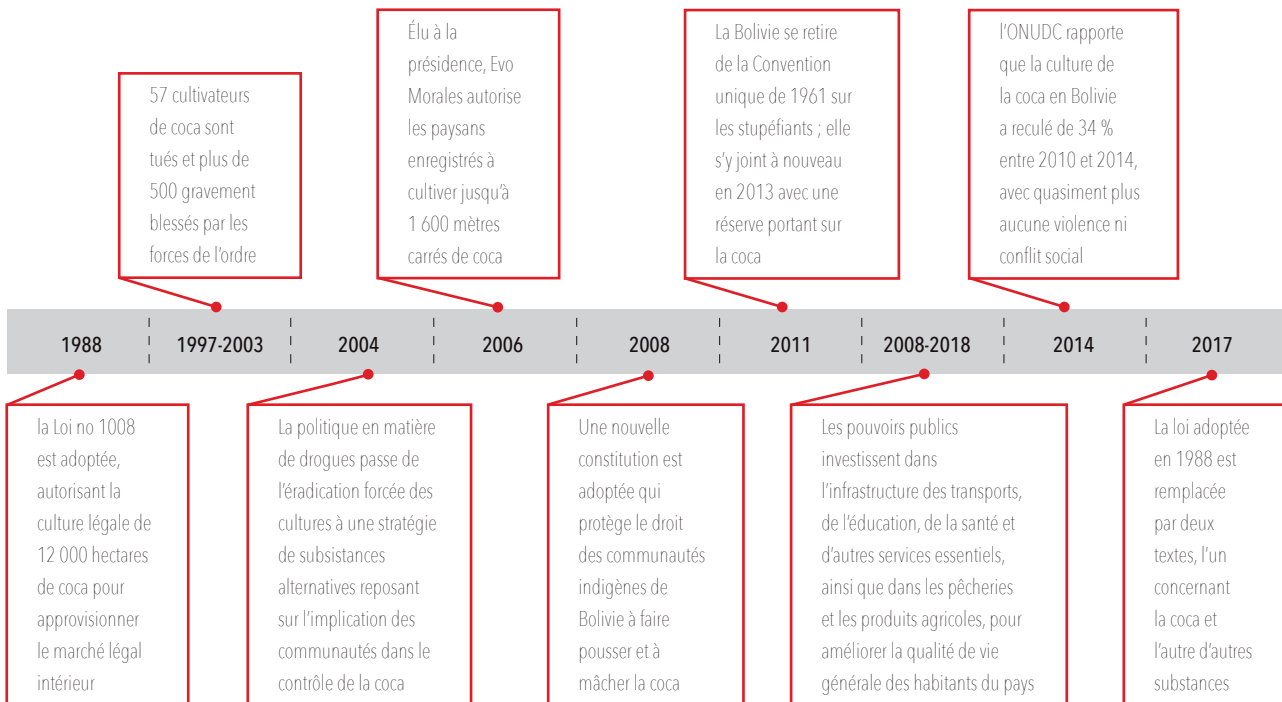 57 cultivateurs
de coca sont
tués et plus de
500 gravement
blessés par les
forces de l'ordre
Élu à la
présidence, Evo
Morales autorise
les paysans
enregistrés à
cultiver jusqu'à
1 600 mètres
carrés de coca
La Bolivie se retire
de la Convention
unique de 1961 sur
les stupéfiants ; elle
s'y joint à nouveau
en 2013 avec une
réserve portant sur
la coca
l'ONUDC rapporte
que la culture de
la coca en Bolivie
a reculé de 34 %
entre 2010 et 2014,
avec quasiment plus
aucune violence ni
conflit social
1988
1997-2003
2004
2006
2008
2011
2008-2018
2014
2017
la Loi no 1008
est adoptée,
autorisant la
culture légale de
12 000 hectares
de coca pour
approvisionner
le marché légal
intérieur
La politique en matière
de drogues passe de
l'éradication forcée des
cultures à une stratégie
de subsistances
alternatives reposant
sur l'implication des
communautés dans le
contrôle de la coca
Une nouvelle
constitution est
adoptée qui
protège le droit
des communautés
indigènes de
Bolivie à faire
pousser et à
mâcher la coca
Les pouvoirs publics
investissent dans
l'infrastructure des transports,
de l'éducation, de la santé et
d'autres services essentiels,
ainsi que dans les pêcheries
et les produits agricoles, pour
améliorer la qualité de vie
générale des habitants du pays
La loi adoptée
en 1988 est
remplacée
par deux
textes, l'un
concernant
la coca et
l'autre d'autres
substances